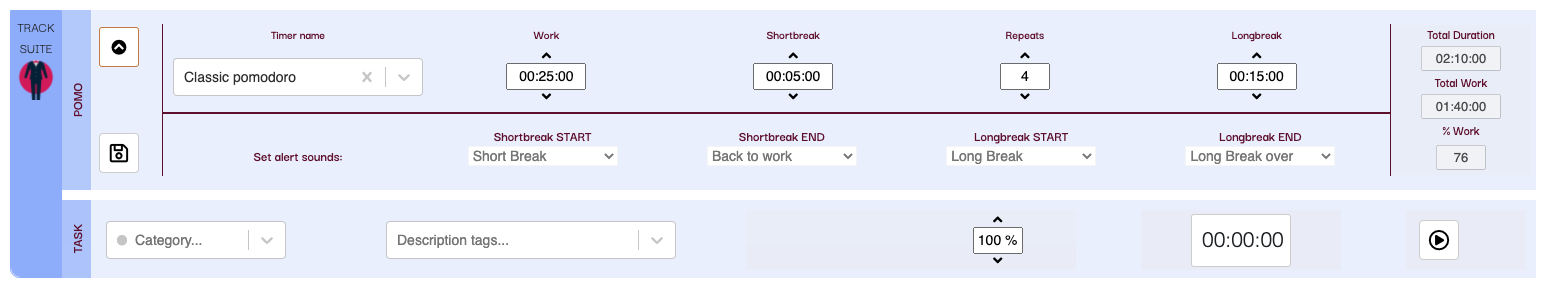 TRACK
SUITE
POMO
Timer name
Classic pomodoro
Work
00:25:00
Shortbreak
00:05:00
Repeats
4
Longbreak
00:15:00
Set alert sounds:
Shortbreak START
Short Break
Shortbreak END
Back to work
Longbreak START
Long Break
Longbreak END
Long Break over
Total Duration
02:10:00
Total Work
01:40:00
% Work
76
TASK
Category...
Description tags...
100 %
00:00:00